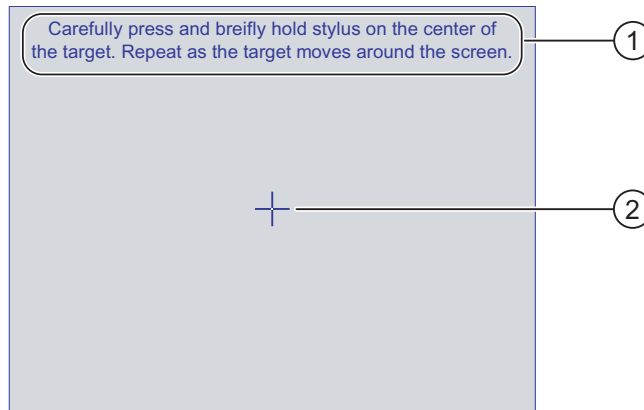 Carefully press and breifly hold stylus on the center of
the target. Repeat as the target moves around the screen.
1
2